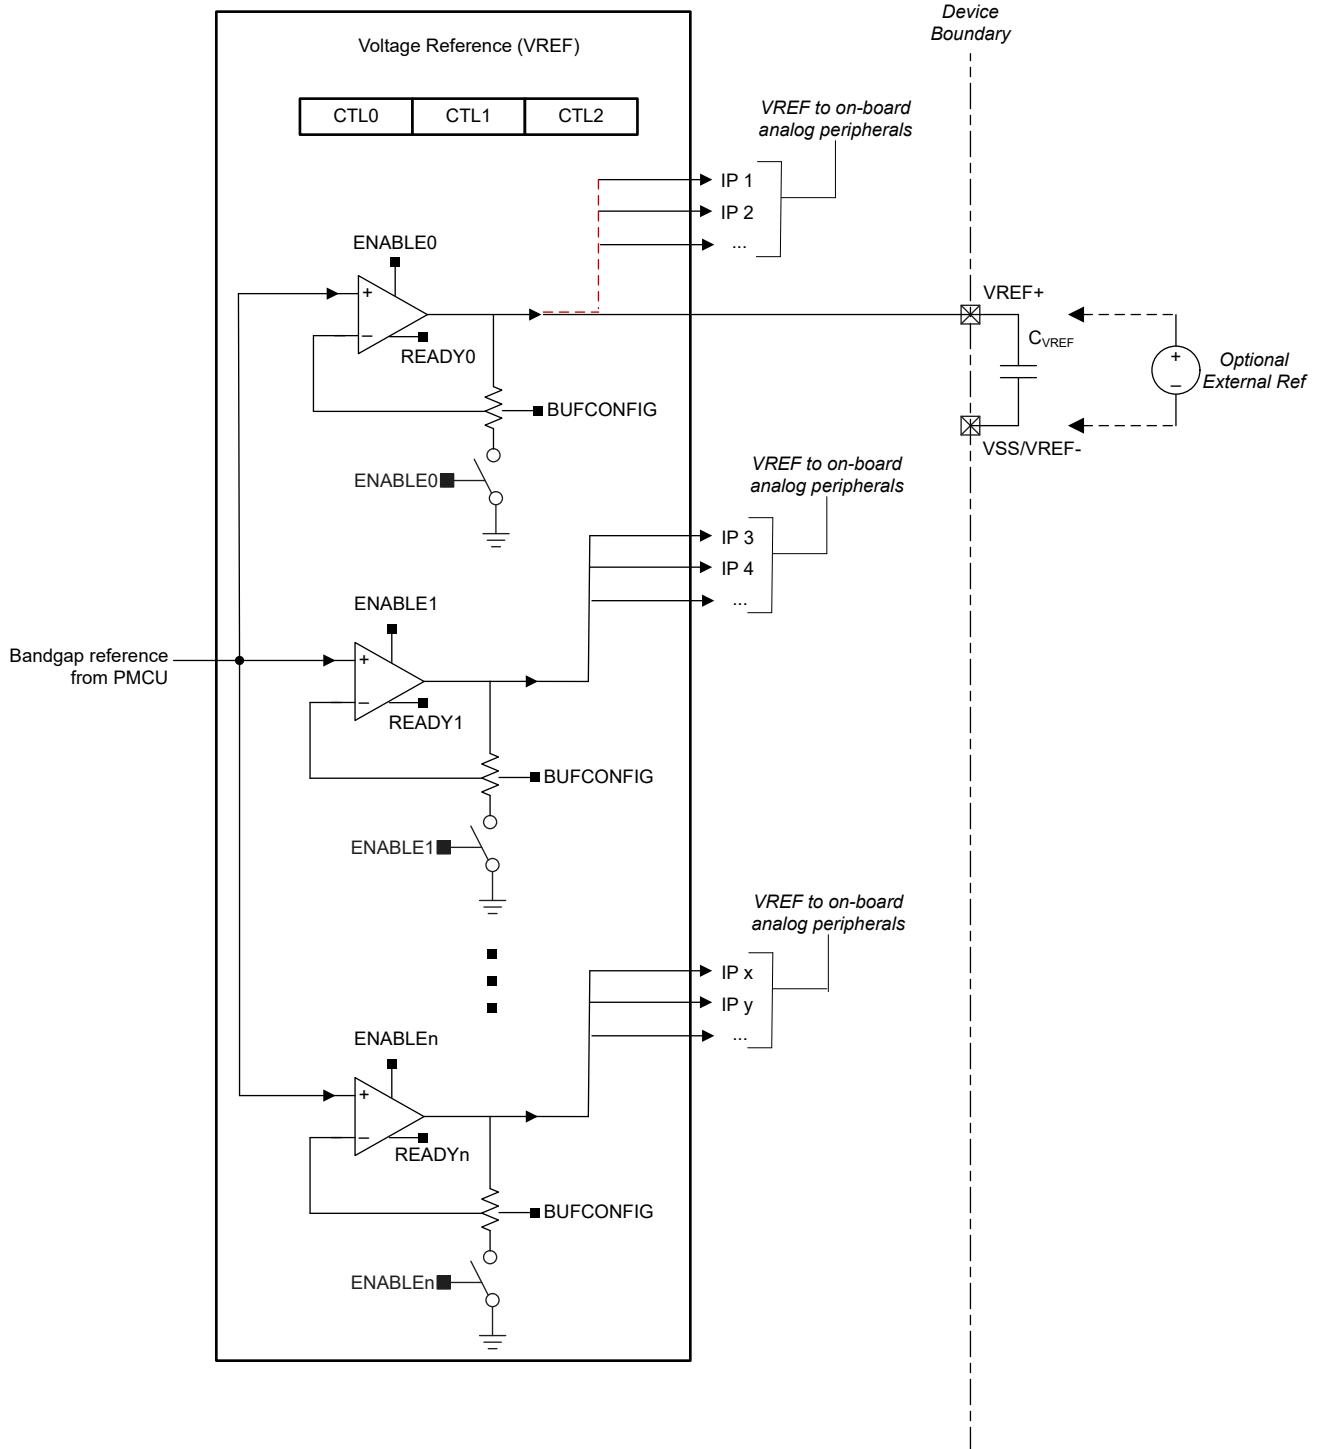 Device
Boundary
Voltage Reference (VREF)
CTL0 CTL1 CTL2
VREF to on-board
analog peripherals
IP 1
IP 2
...
ENABLE0
+
−
READY0
BUFCONFIG
ENABLE0
VREF+
CVREF
VSS/VREF-
+
−
Optional
External Ref
VREF to on-board
analog peripherals
IP 3
IP 4
...
ENABLE1
Bandgap reference
from PMCU
+
−
READY1
BUFCONFIG
ENABLE1
VREF to on-board
analog peripherals
IP x
IP y
...
ENABLEn
+
−
READYn
BUFCONFIG
ENABLEn